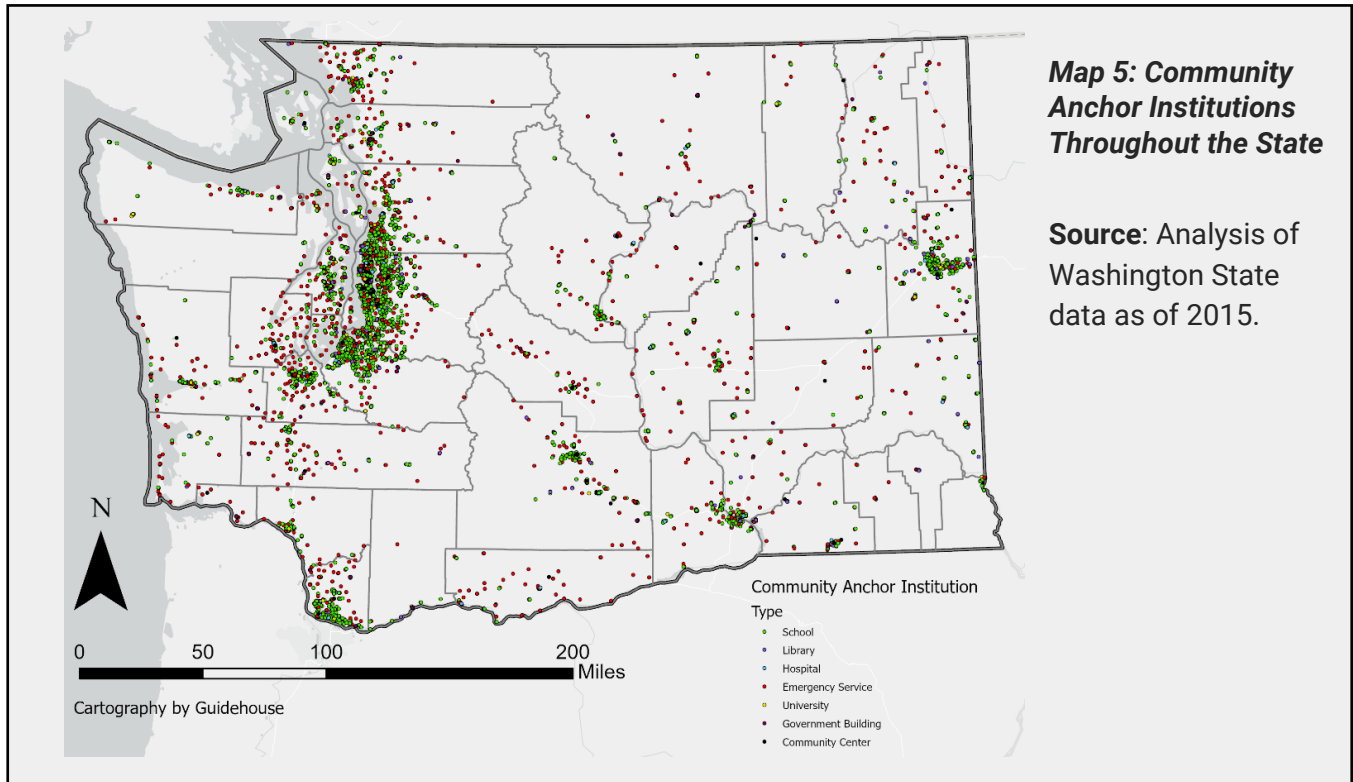 Map 5: Community
Anchor Institutions
Throughout the State
Source: Analysis of
Washington State
data as of 2015.
N
0 50 100 200
Miles
Cartography by Guidehouse
Community Anchor Institution
Type
School
Library
Hospital
Emergency Service
University
Government Building
Community Center